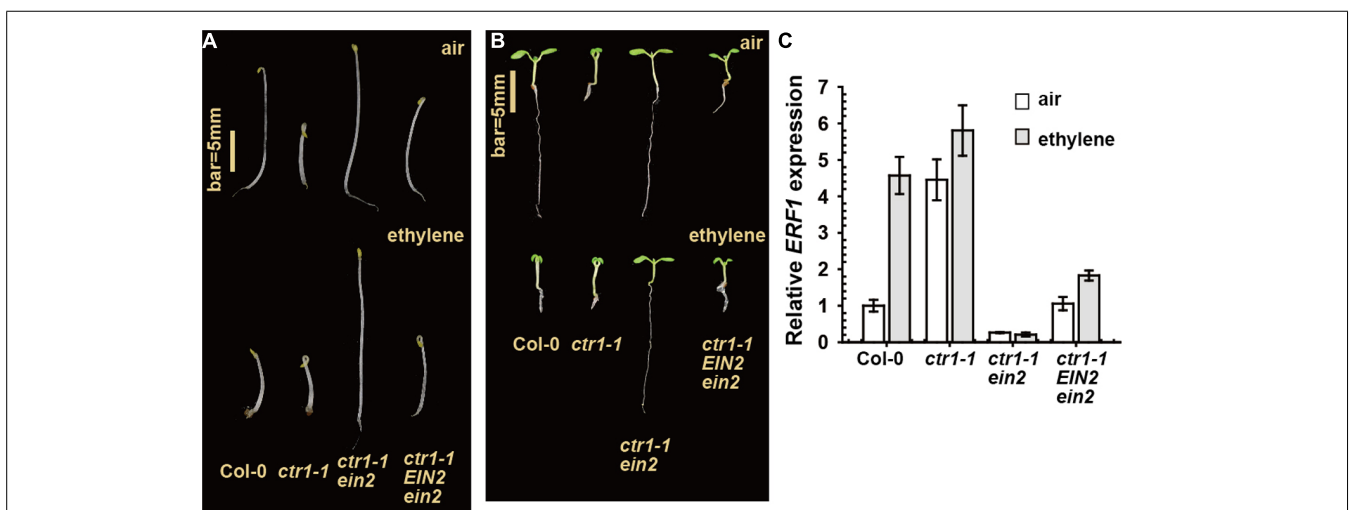 A
air
bar=5mm
ethylene
Col-0 ctr1-1 ctr1-1
ein2
ctr1-1
EIN2
ein2
B
air
bar=5mm
ethylene
Col-0 ctr1-1
ctr1-1
EIN2
ein2
ctr1-1
ein2
C
Relative ERF1 expression
7
6
5
4
3
2
1
0
air
ethylene
Col-0
ctr1-1
ctr1-1
ein2
ctr1-1
EIN2
ein2